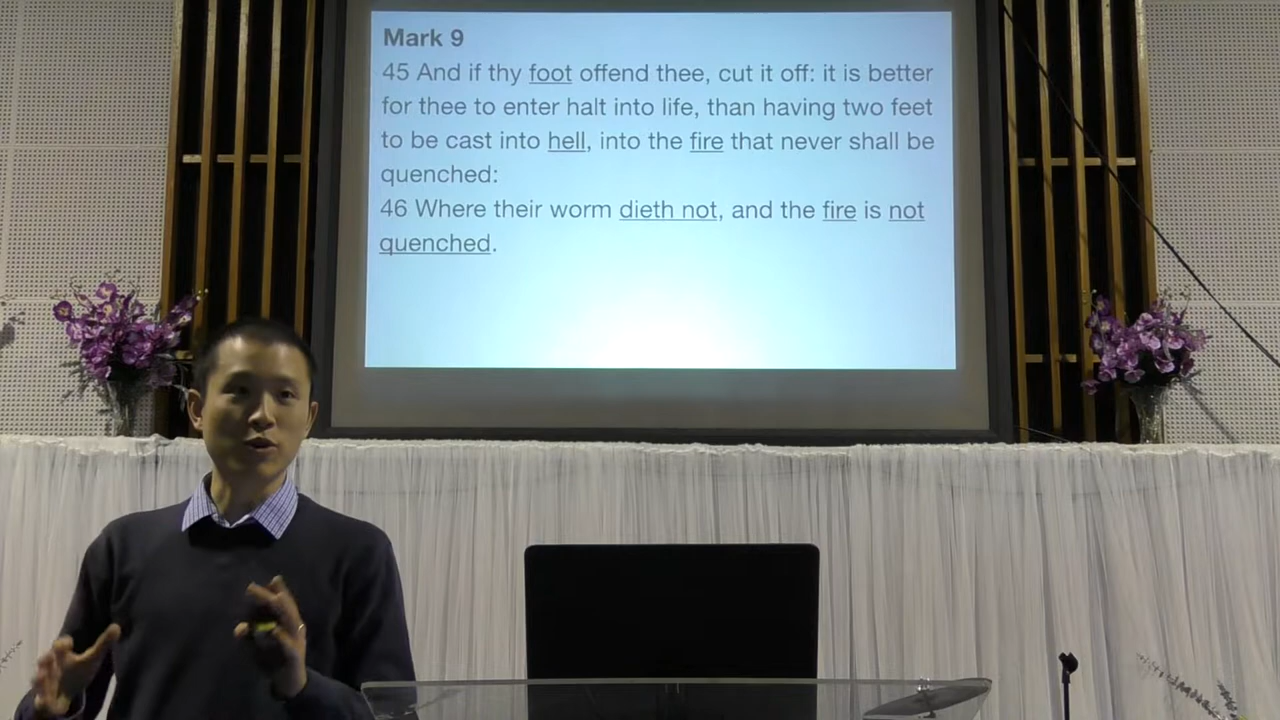 Mark 9
45 And if thy foot offend thee, cut it off: it is better
for thee to enter halt into life, than having two feet
to be cast into hell, into the fire that never shall be
quenched:
46 Where their worm dieth not, and the fire is not
quenched.